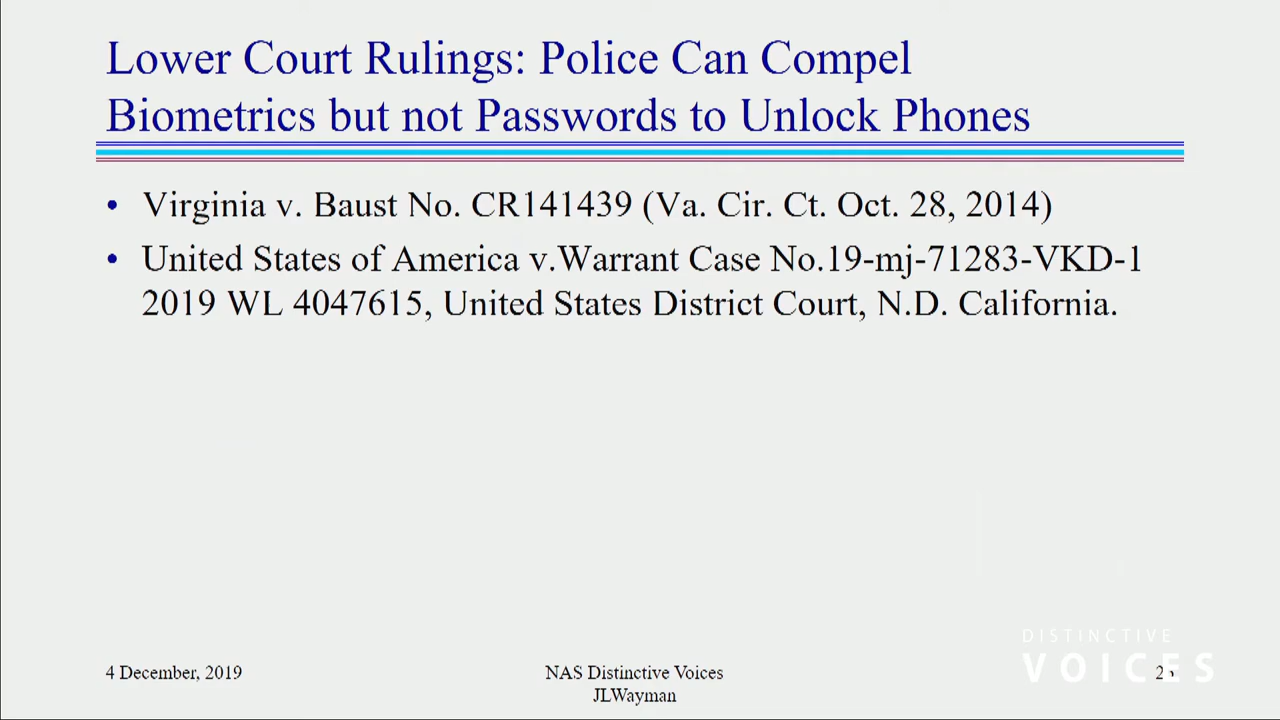 Lower Court Rulings: Police Can Compel
Biometrics but not Passwords to Unlock Phones
• Virginia v. Baust No. CR141439 (Va. Cir. Ct. Oct. 28, 2014)
• United States of America v.Warrant Case No.19-mj-71283-VKD-1
2019 WL 4047615, United States District Court, N.D. California.
DISTINCTIVE
VOICES
4 December, 2019
NAS Distinctive Voices
JLWayman